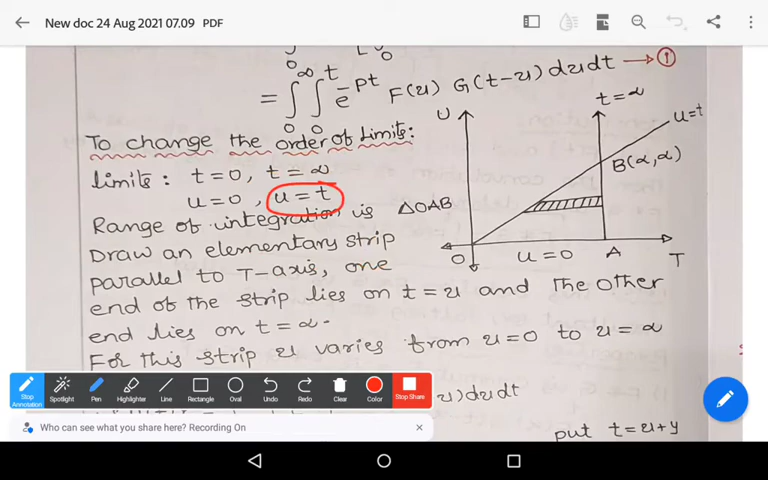 New doc 24 Aug 2021 07.09 PDF
= ∫₀^∞ ∫₀^t e^-Pt F(u) G(t-u) dudt → ①
To change the order of Limits:
limits: t=0, t=∞
u=0, u=t
Range of integration is ΔOAB
Draw an elementary strip
parallel to T-axis, one
end of the strip lies on t=u and the other
end lies on t=∞.
For this strip u varies from u=0 to u=∞
U
t=∞
u=t
B(∞,∞)
O
u=0
A
T
u)dudt
put t=u+y
Stop Annotation
Spotlight
Pen
Highlighter
Line
Rectangle
Oval
Undo
Redo
Clear
Color
Stop Share
Who can see what you share here? Recording On